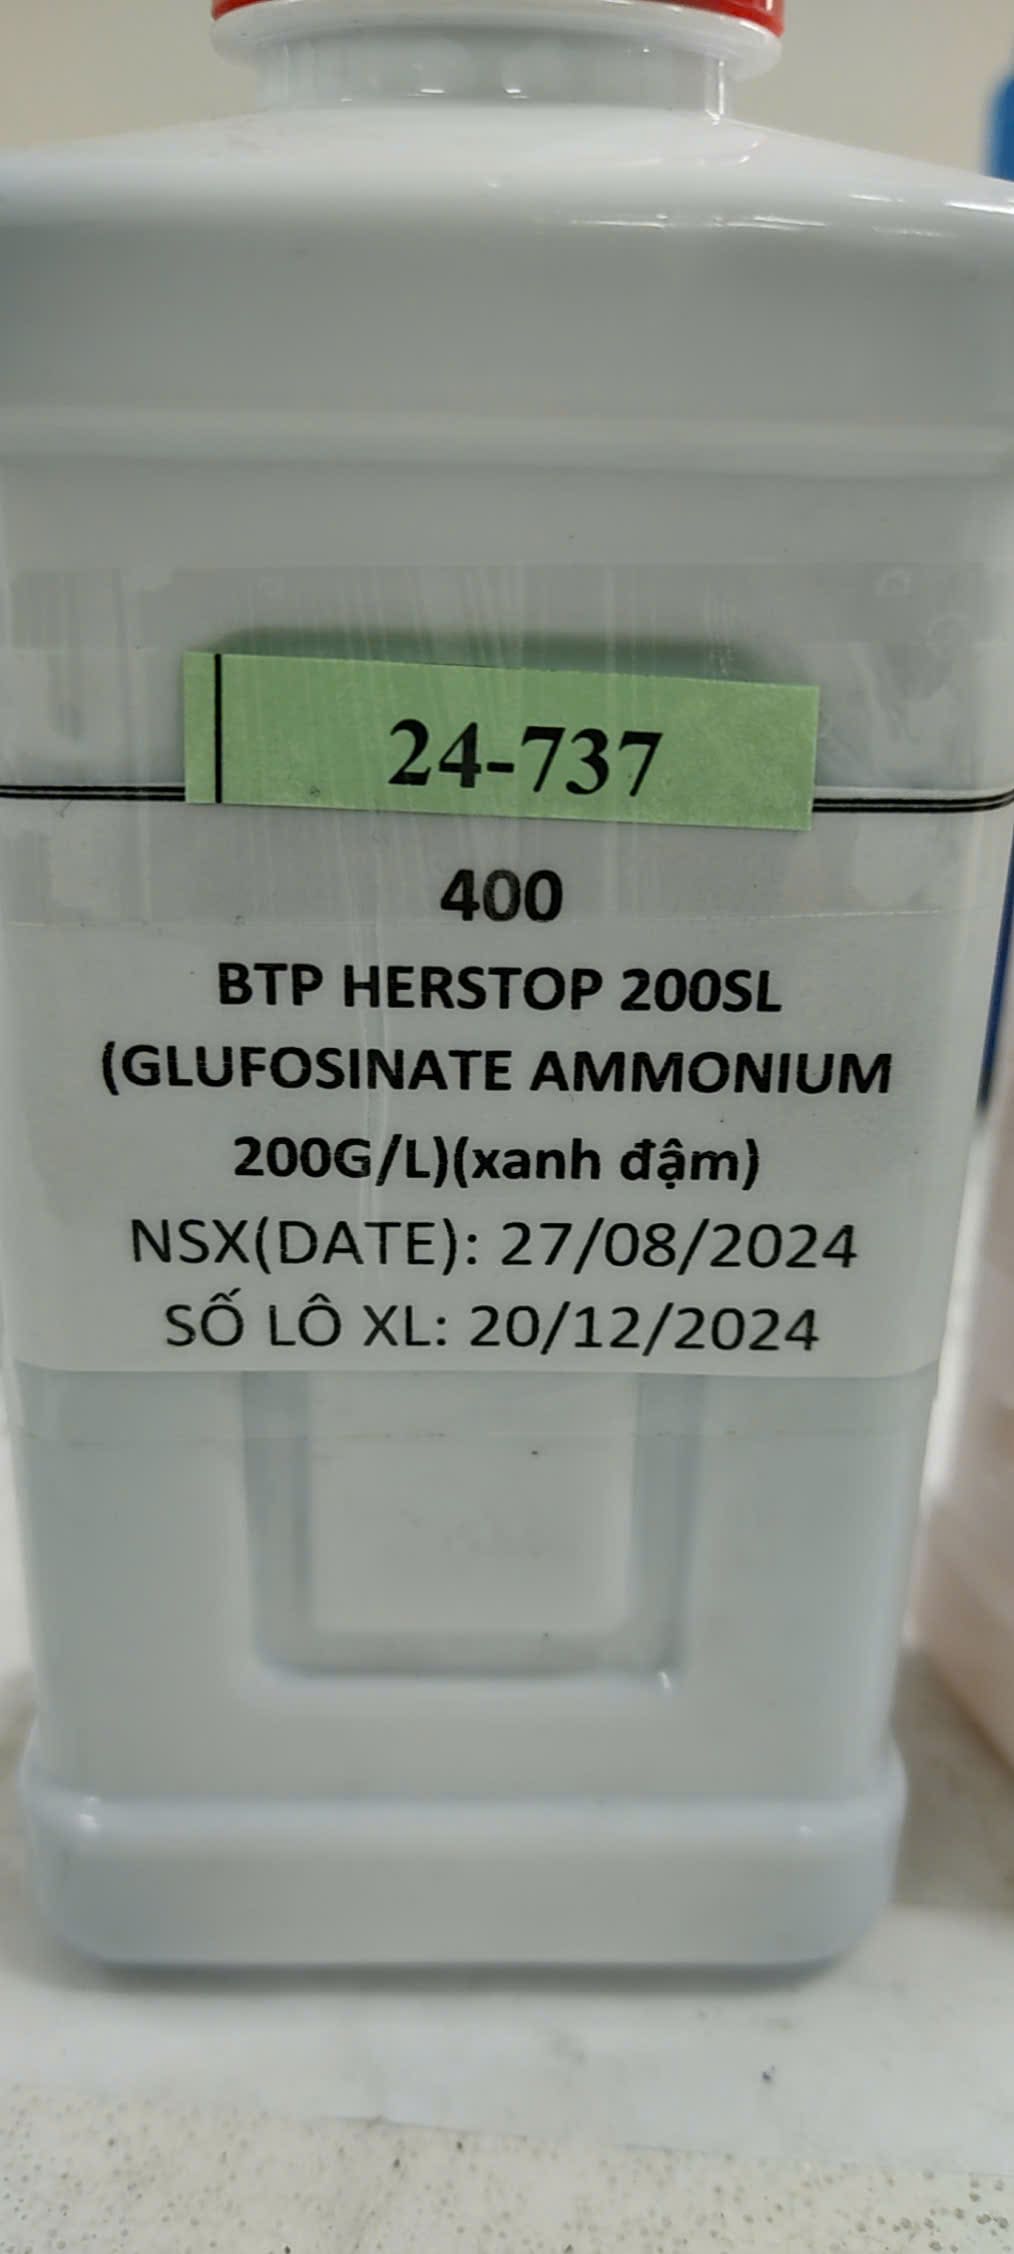 24-737
400
BTP HERSTOP 200SL
(GLUFOSINATE AMMONIUM
200G/L)(xanh đậm)
NSX(DATE): 27/08/2024
SỐ LÔ XL: 20/12/2024